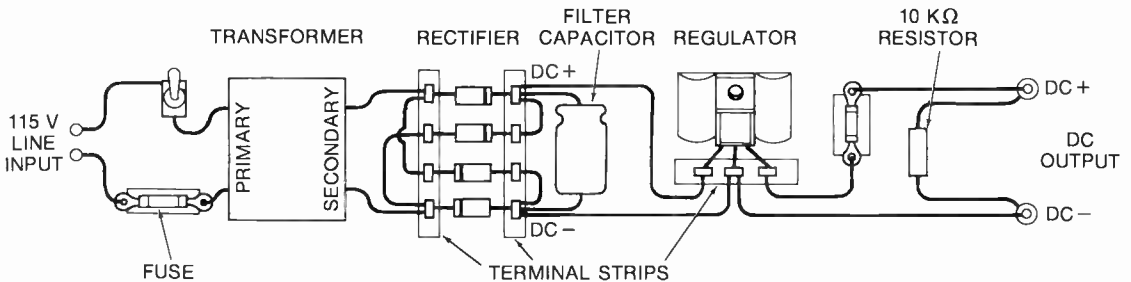 TRANSFORMER
RECTIFIER
FILTER
CAPACITOR
REGULATOR
10 KΩ
RESISTOR
DC+
DC+
115 V
LINE
INPUT
PRIMARY
SECONDARY
DC
OUTPUT
DC−
DC−
FUSE
TERMINAL STRIPS